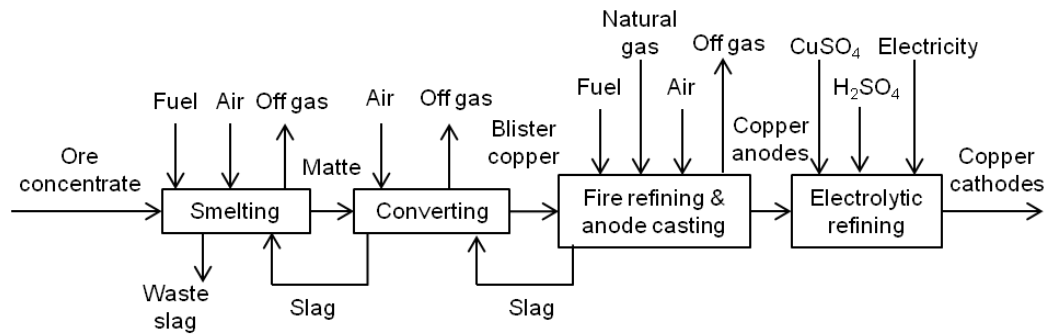 Natural
gas
Off gas
CuSO₄
Electricity
H₂SO₄
Fuel
Air
Off gas
Air
Off gas
Fuel
Air
Ore
concentrate
Matte
Blister
copper
Copper
anodes
Copper
cathodes
Smelting
Converting
Fire refining &
anode casting
Electrolytic
refining
Waste
slag
Slag
Slag